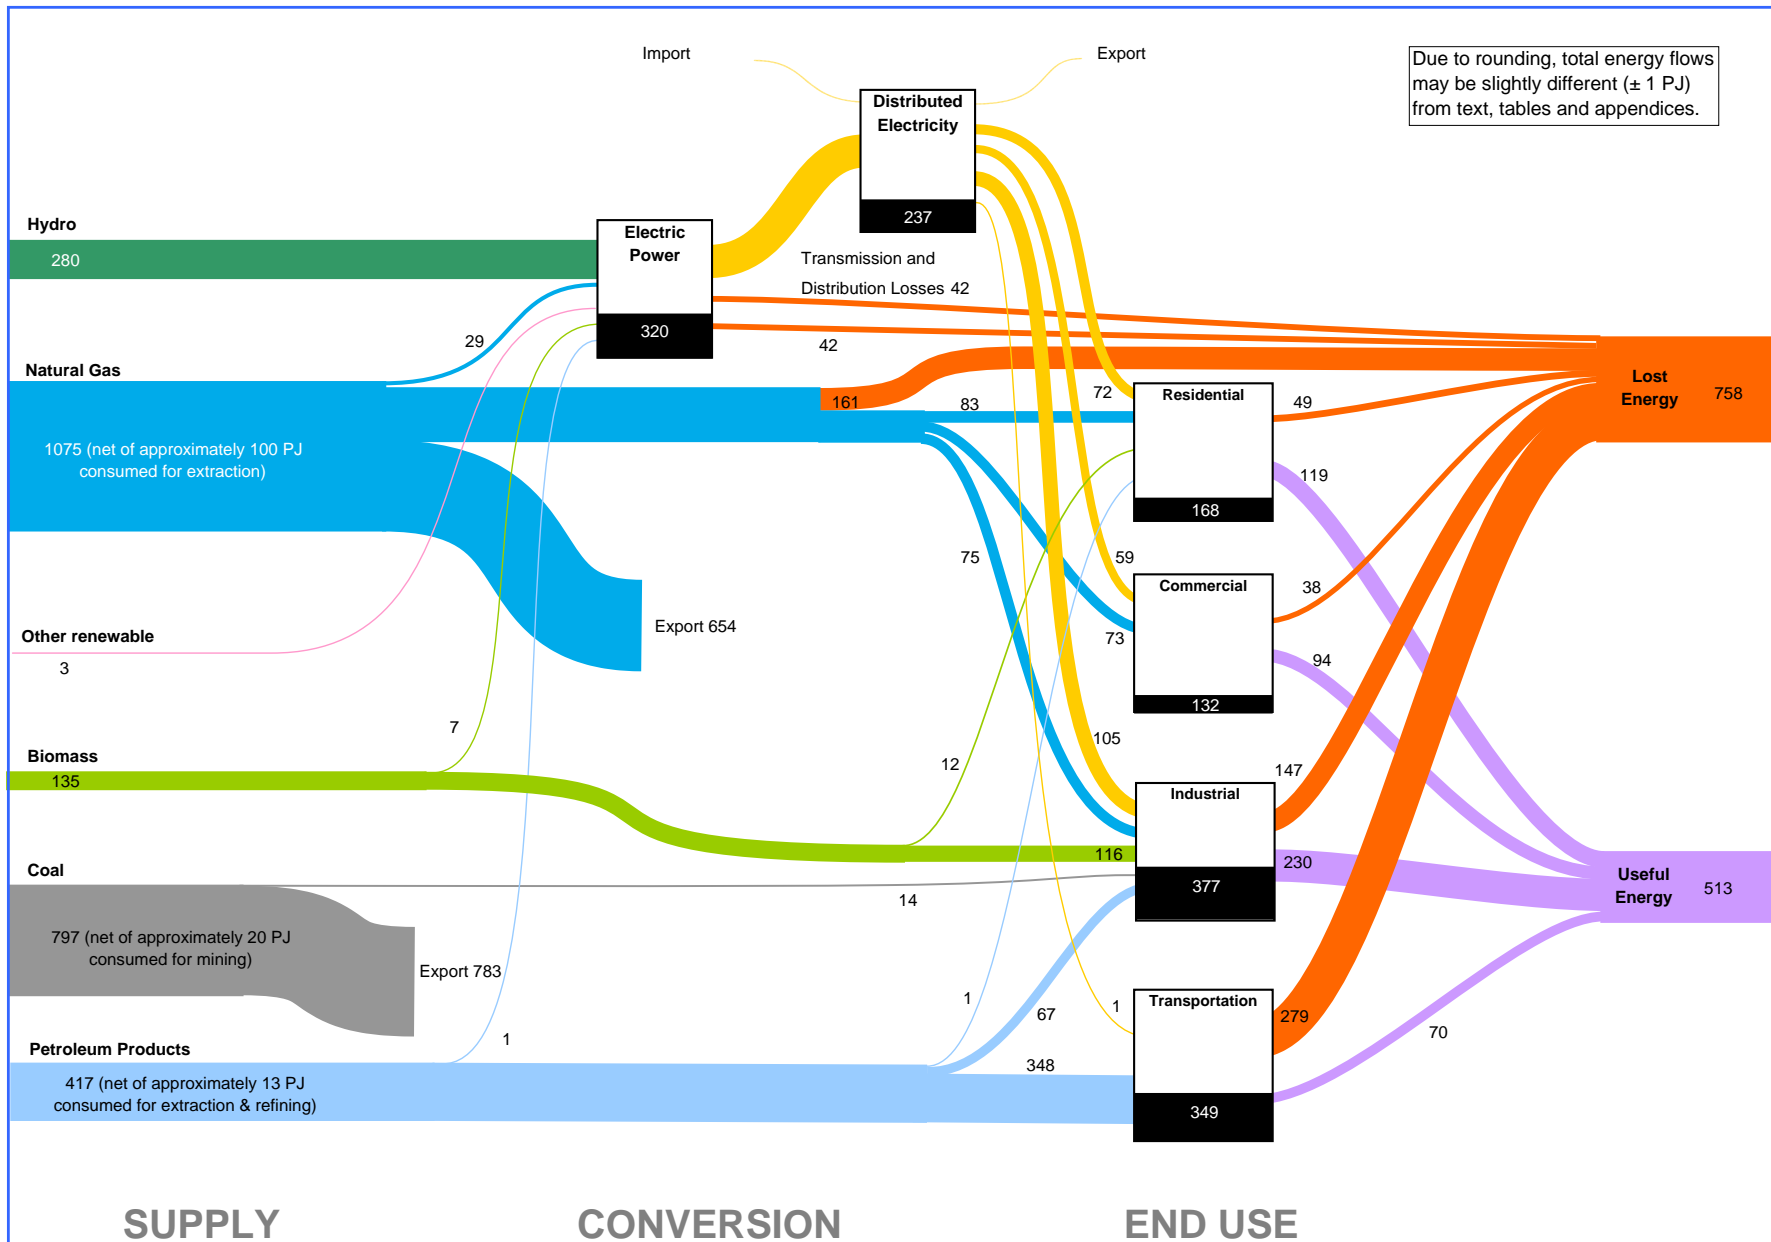 Import
Export
Due to rounding, total energy flows
may be slightly different (± 1 PJ)
from text, tables and appendices.
Distributed
Electricity
237
Hydro
280
Electric
Power
320
Transmission and
Distribution Losses 42
42
29
Natural Gas
1075 (net of approximately 100 PJ
consumed for extraction)
161
83
72
Residential
168
49
119
Lost
Energy
758
75
59
73
Commercial
132
38
94
Export 654
Other renewable
3
7
Biomass
135
12
105
116
Industrial
377
147
230
Useful
Energy
513
Coal
797 (net of approximately 20 PJ
consumed for mining)
Export 783
14
Petroleum Products
417 (net of approximately 13 PJ
consumed for extraction & refining)
1
1
67
348
1
Transportation
349
279
70
SUPPLY
CONVERSION
END USE